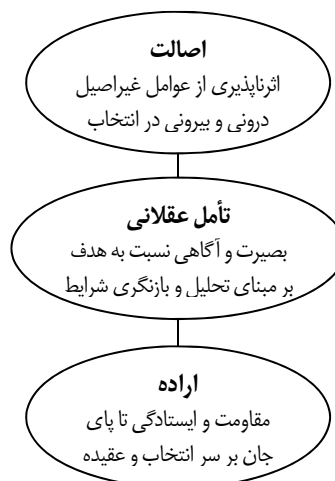 اصالت
اثرناپذیری از عوامل غیراصیل
درونی و بیرونی در انتخاب
تأمل عقلانی
بصیرت و آگاهی نسبت به هدف
بر مبنای تحلیل و بازنگری شرایط
اراده
مقاومت و ایستادگی تا پای
جان بر سر انتخاب و عقیده